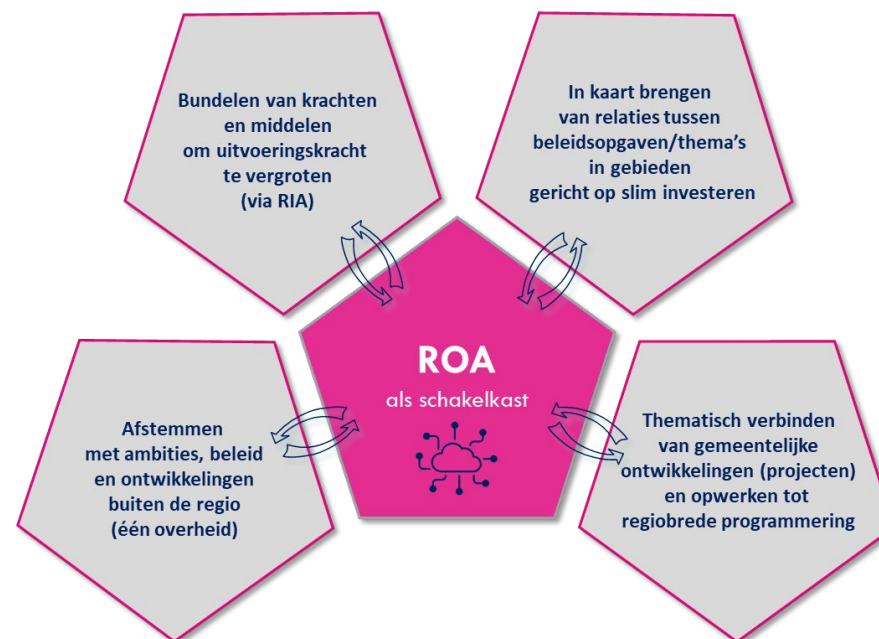 Bundelen van krachten
en middelen
om uitvoeringskracht
te vergroten
(via RIA)
In kaart brengen
van relaties tussen
beleidsopgaven/thema's
in gebieden
gericht op slim investeren
ROA
als schakelkast
Afstemmen
met ambities, beleid
en ontwikkelingen
buiten de regio
(één overheid)
Thematisch verbinden
van gemeentelijke
ontwikkelingen (projecten)
en opwerken tot
regiobrede programmering